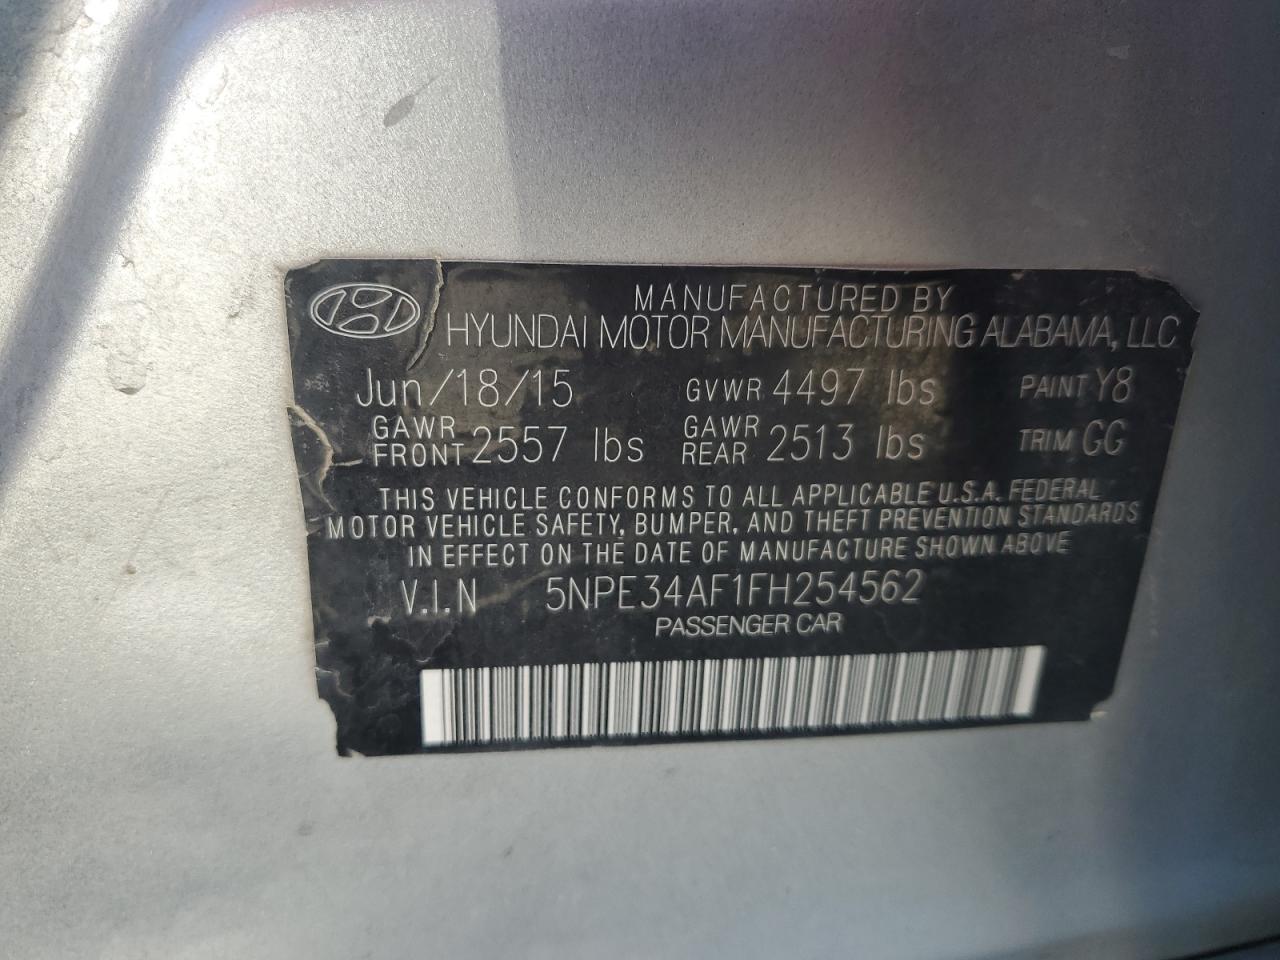 MANUFACTURED BY
HYUNDAI MOTOR MANUFACTURING ALABAMA, LLC
Jun/18/15 GVWR 4497 lbs PAINT Y8
GAWR FRONT 2557 lbs GAWR REAR 2513 lbs TRIM GG
THIS VEHICLE CONFORMS TO ALL APPLICABLE U.S.A. FEDERAL
MOTOR VEHICLE SAFETY, BUMPER, AND THEFT PREVENTION STANDARDS
IN EFFECT ON THE DATE OF MANUFACTURE SHOWN ABOVE
V.I.N 5NPE34AF1FH254562
PASSENGER CAR